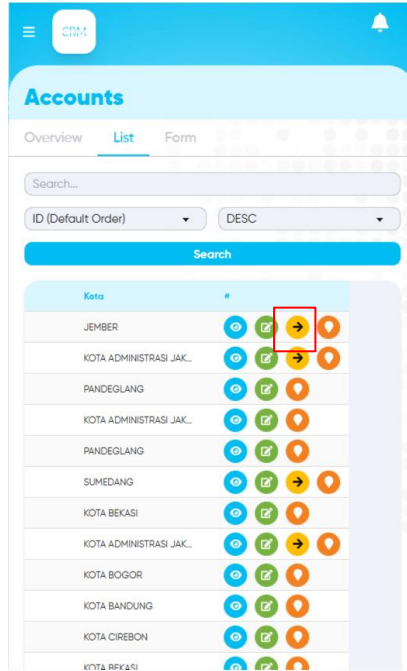 CRM
Accounts
Overview List Form
Search...
ID (Default Order) DESC
Search
Kota #
JEMBER
KOTA ADMINISTRASI JAK...
PANDEGLANG
KOTA ADMINISTRASI JAK...
PANDEGLANG
SUMEDANG
KOTA BEKASI
KOTA ADMINISTRASI JAK...
KOTA BOGOR
KOTA BANDUNG
KOTA CIREBON
KOTA BEKASI